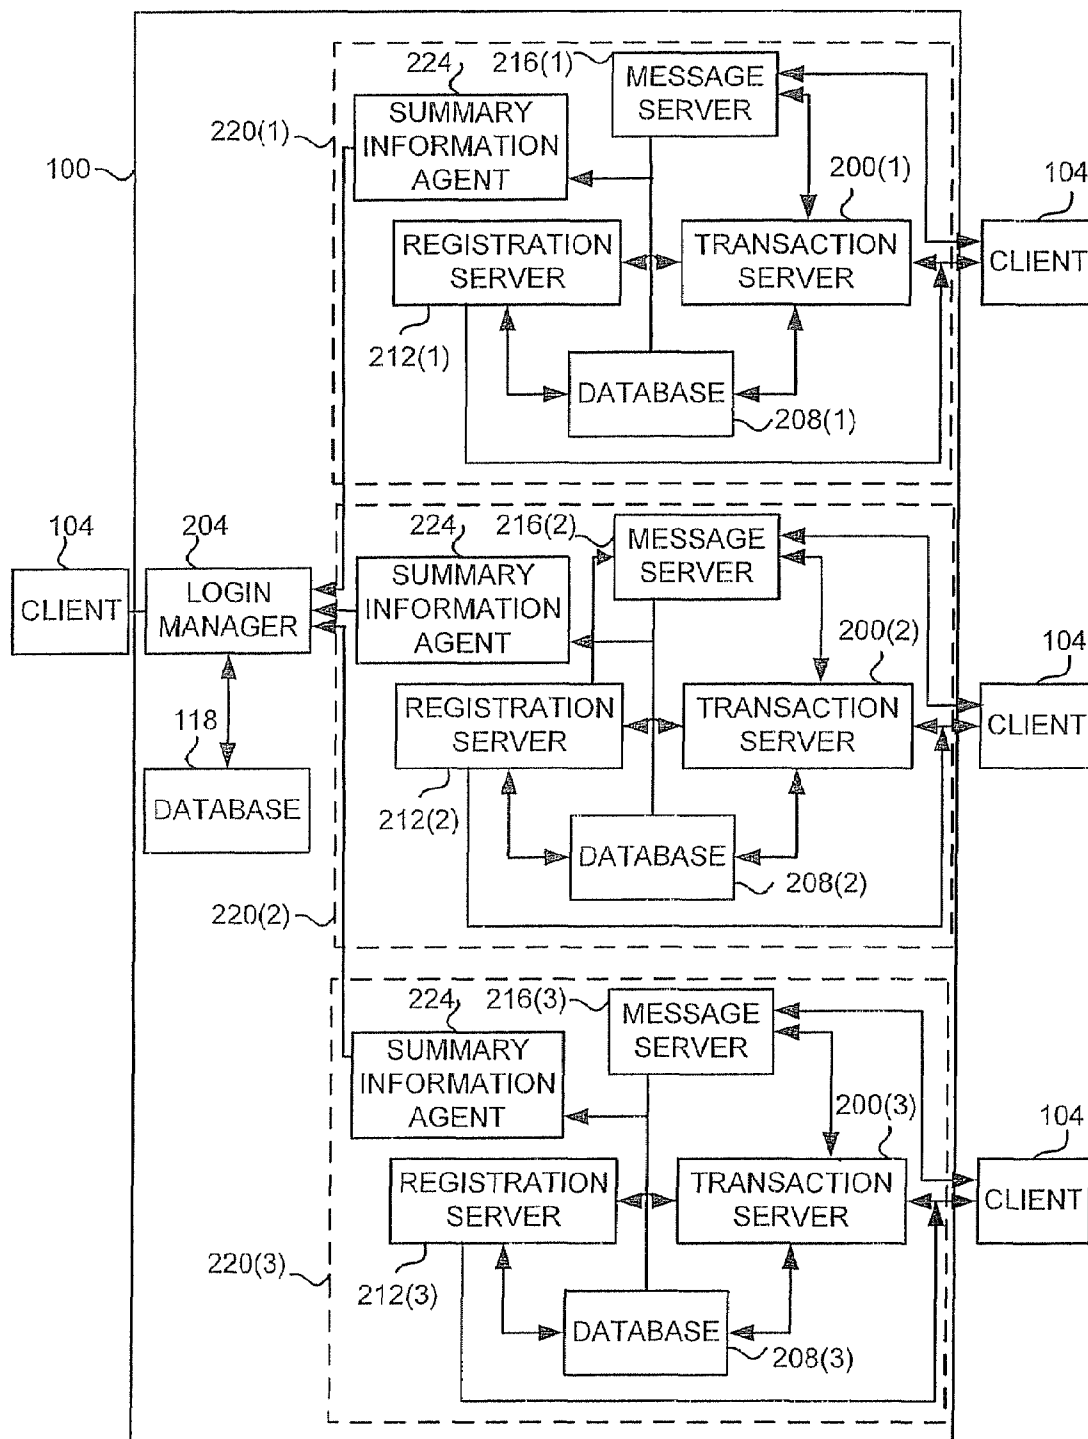 224
216(1)
MESSAGE
SERVER
220(1)
SUMMARY
INFORMATION
AGENT
100
200(1)
104
REGISTRATION
SERVER
TRANSACTION
SERVER
CLIENT
212(1)
DATABASE
208(1)
104
204
224
216(2)
MESSAGE
SERVER
CLIENT
LOGIN
MANAGER
SUMMARY
INFORMATION
AGENT
200(2)
104
118
REGISTRATION
SERVER
TRANSACTION
SERVER
CLIENT
DATABASE
212(2)
DATABASE
208(2)
220(2)
224
216(3)
MESSAGE
SERVER
SUMMARY
INFORMATION
AGENT
200(3)
104
REGISTRATION
SERVER
TRANSACTION
SERVER
CLIENT
220(3)
212(3)
DATABASE
208(3)